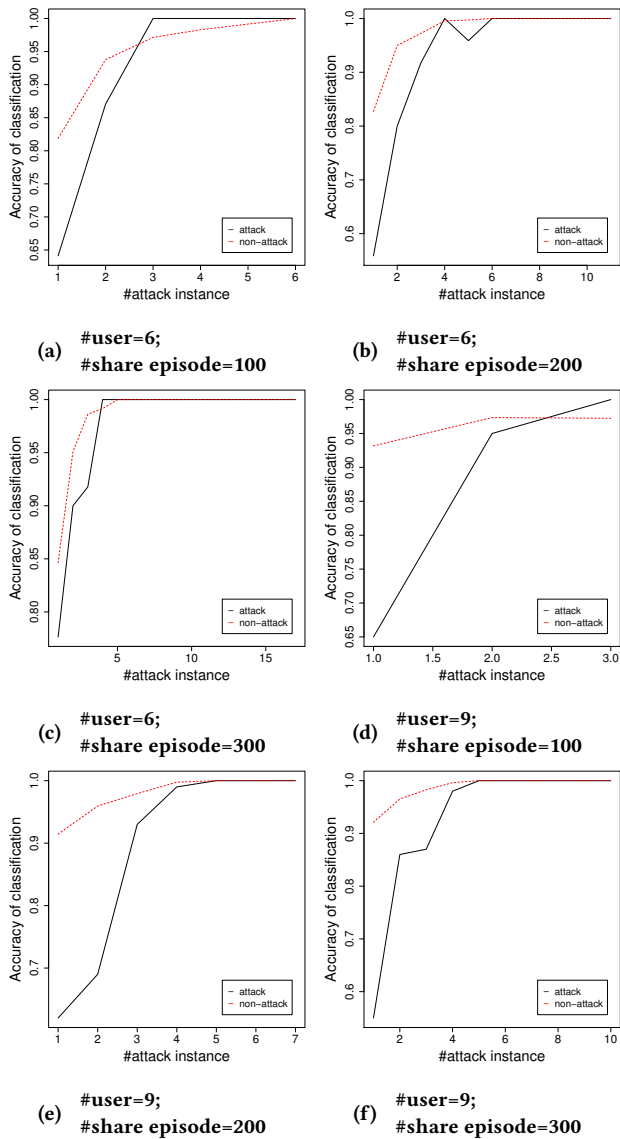 Accuracy of classification
0.65 0.70 0.75 0.80 0.85 0.90 0.95 1.00
attack
non−attack
1 2 3 4 5 6
#attack instance
(a) #user=6;
#share episode=100
Accuracy of classification
0.6 0.7 0.8 0.9 1.0
attack
non−attack
2 4 6 8 10
#attack instance
(b) #user=6;
#share episode=200
Accuracy of classification
0.80 0.85 0.90 0.95 1.00
attack
non−attack
5 10 15
#attack instance
(c) #user=6;
#share episode=300
Accuracy of classification
0.65 0.70 0.75 0.80 0.85 0.90 0.95 1.00
attack
non−attack
1.0 1.5 2.0 2.5 3.0
#attack instance
(d) #user=9;
#share episode=100
Accuracy of classification
0.7 0.8 0.9 1.0
attack
non−attack
1 2 3 4 5 6 7
#attack instance
(e) #user=9;
#share episode=200
Accuracy of classification
0.6 0.7 0.8 0.9 1.0
attack
non−attack
2 4 6 8 10
#attack instance
(f) #user=9;
#share episode=300